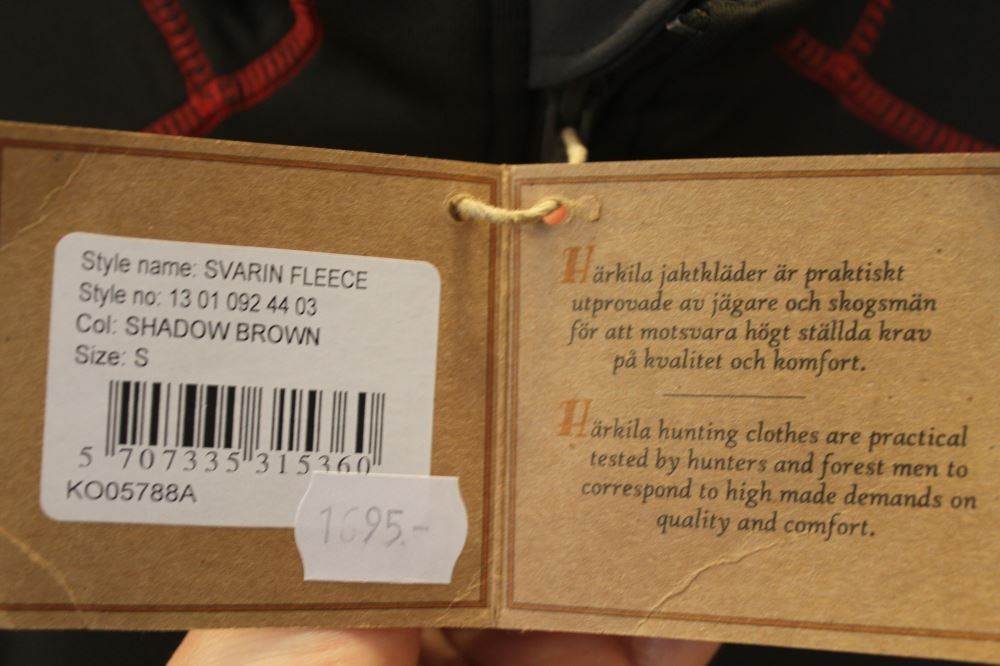 Style name: SVARIN FLEECE
Style no: 13 01 092 44 03
Col: SHADOW BROWN
Size: S
5 707335 315360
KO05788A
1695.-
Härkila jaktkläder är praktiskt
utprovade av jägare och skogsmän
för att motsvara högt ställda krav
på kvalitet och komfort.
Härkila hunting clothes are practical
tested by hunters and forest men to
correspond to high made demands on
quality and comfort.